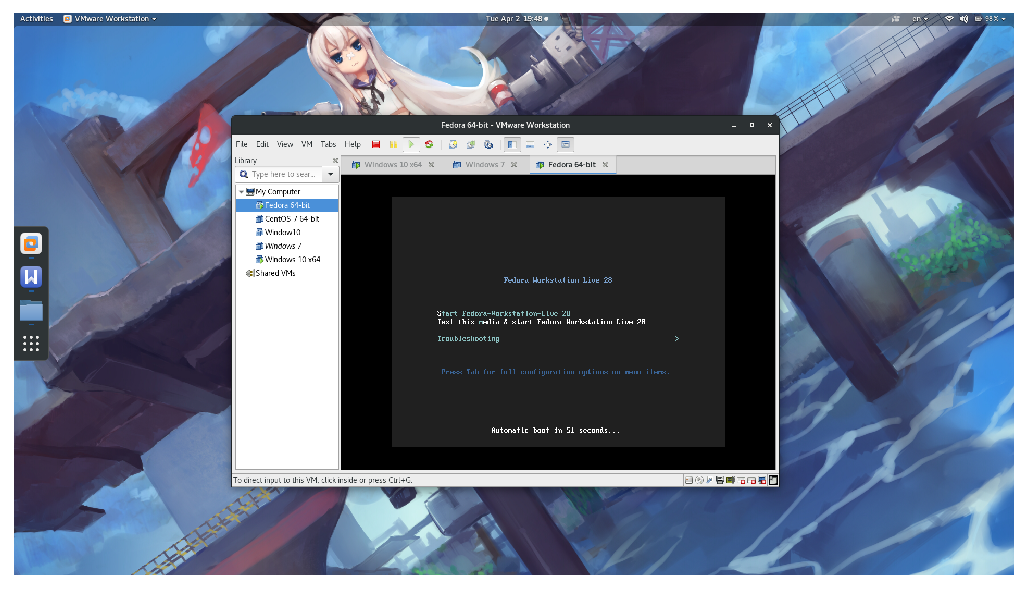 Activities VMware Workstation Tue Apr 2 15:48 en 98%
Fedora 64-bit - VMware Workstation
File Edit View VM Tabs Help
Library
Type here to sear...
Windows 10 x64 Windows 7 Fedora 64-bit
My Computer
Fedora 64-bit
CentOS 7 64-bit
Window10
Windows 7
Windows 10 x64
Shared VMs
Fedora Workstation Live 28
Start Fedora-Workstation-Live 28
Test this media & start Fedora Workstation Live 28
Troubleshooting >
Press Tab for full configuration options on menu items.
Automatic boot in 51 seconds...
To direct input to this VM, click inside or press Ctrl+G.